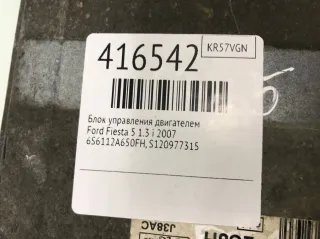 416542
KR57VGN
Блок управления двигателем
Ford Fiesta 5 1.3 i 2007
6S6112A650FH, S120977315
J38AC